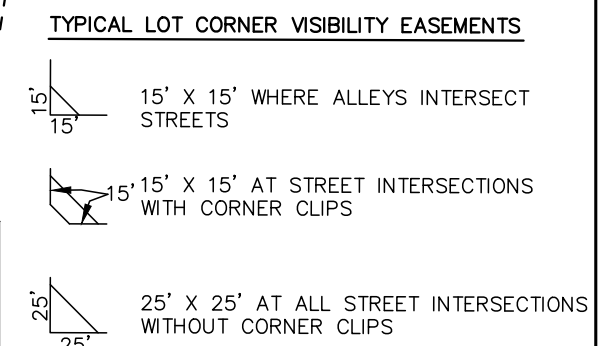 TYPICAL LOT CORNER VISIBILITY EASEMENTS
15' 15' 15' X 15' WHERE ALLEYS INTERSECT
STREETS
15' 15' X 15' AT STREET INTERSECTIONS
WITH CORNER CLIPS
25' 25' X 25' AT ALL STREET INTERSECTIONS
WITHOUT CORNER CLIPS
25'